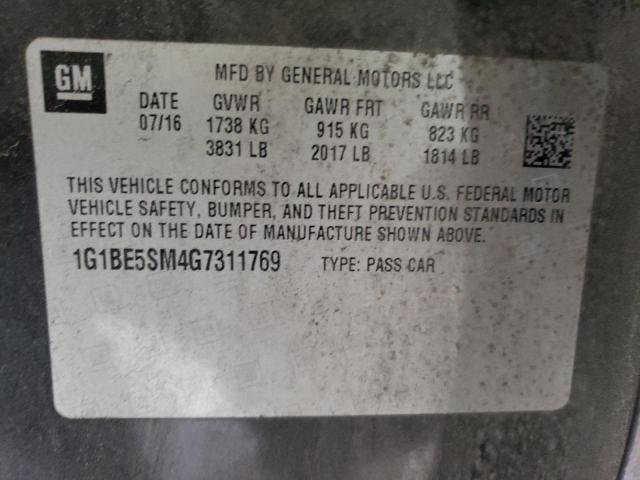 GM
MFD BY GENERAL MOTORS LLC
DATE GVWR GAWR FRT GAWR RR
07/16 1738 KG 915 KG 823 KG
3831 LB 2017 LB 1814 LB
THIS VEHICLE CONFORMS TO ALL APPLICABLE U.S. FEDERAL MOTOR
VEHICLE SAFETY, BUMPER, AND THEFT PREVENTION STANDARDS IN
EFFECT ON THE DATE OF MANUFACTURE SHOWN ABOVE.
1G1BE5SM4G7311769 TYPE: PASS CAR